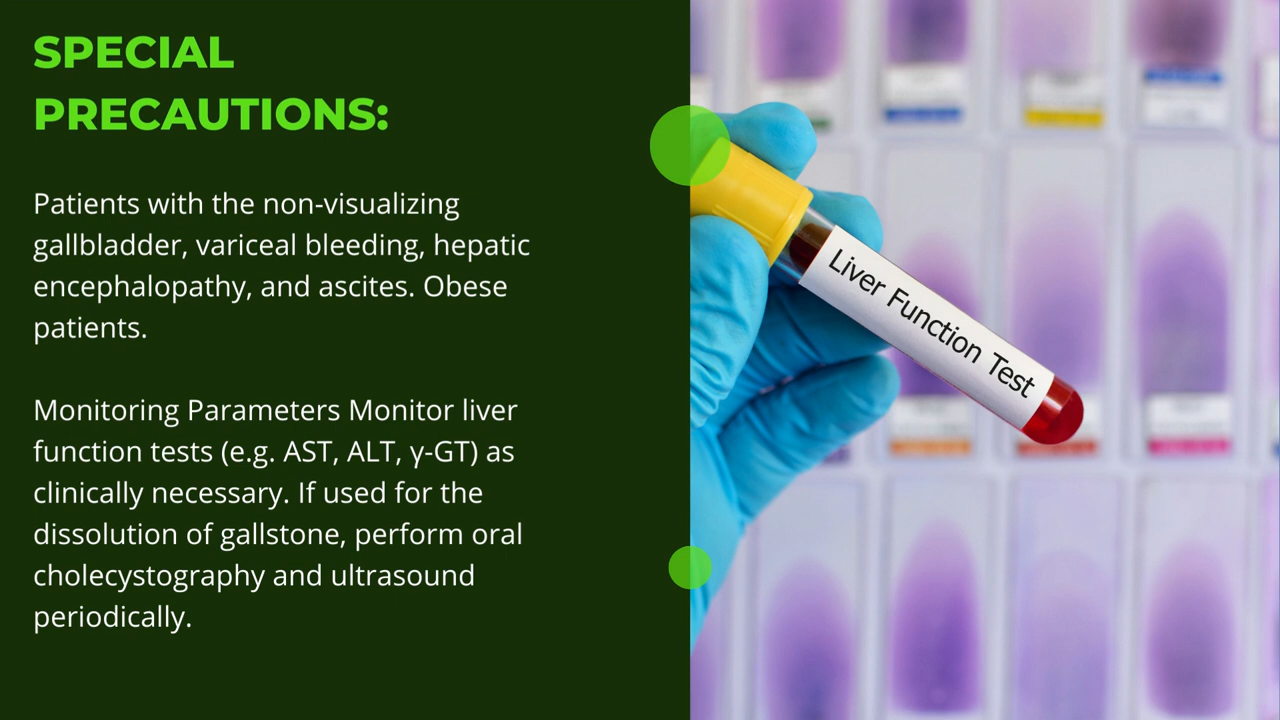 SPECIAL
PRECAUTIONS:
Patients with the non-visualizing
gallbladder, variceal bleeding, hepatic
encephalopathy, and ascites. Obese
patients.
Monitoring Parameters Monitor liver
function tests (e.g. AST, ALT, γ-GT) as
clinically necessary. If used for the
dissolution of gallstone, perform oral
cholecystography and ultrasound
periodically.
Liver Function Test